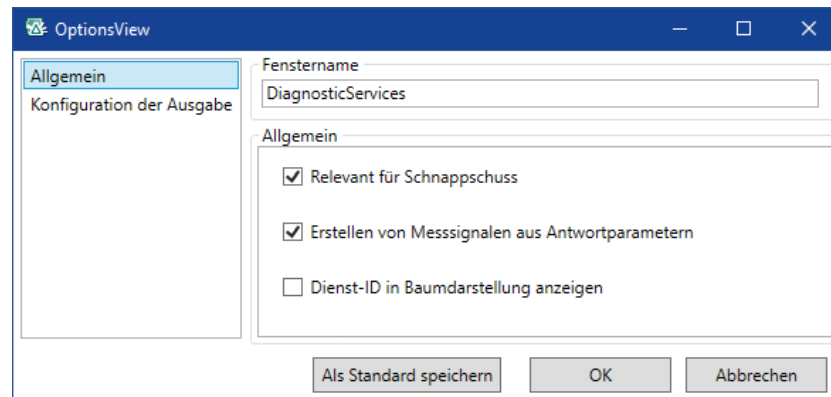 OptionsView
Allgemein
Konfiguration der Ausgabe
Fenstername
DiagnosticServices
Allgemein
Relevant für Schnappschuss
Erstellen von Messsignalen aus Antwortparametern
Dienst-ID in Baumdarstellung anzeigen
Als Standard speichern
OK
Abbrechen